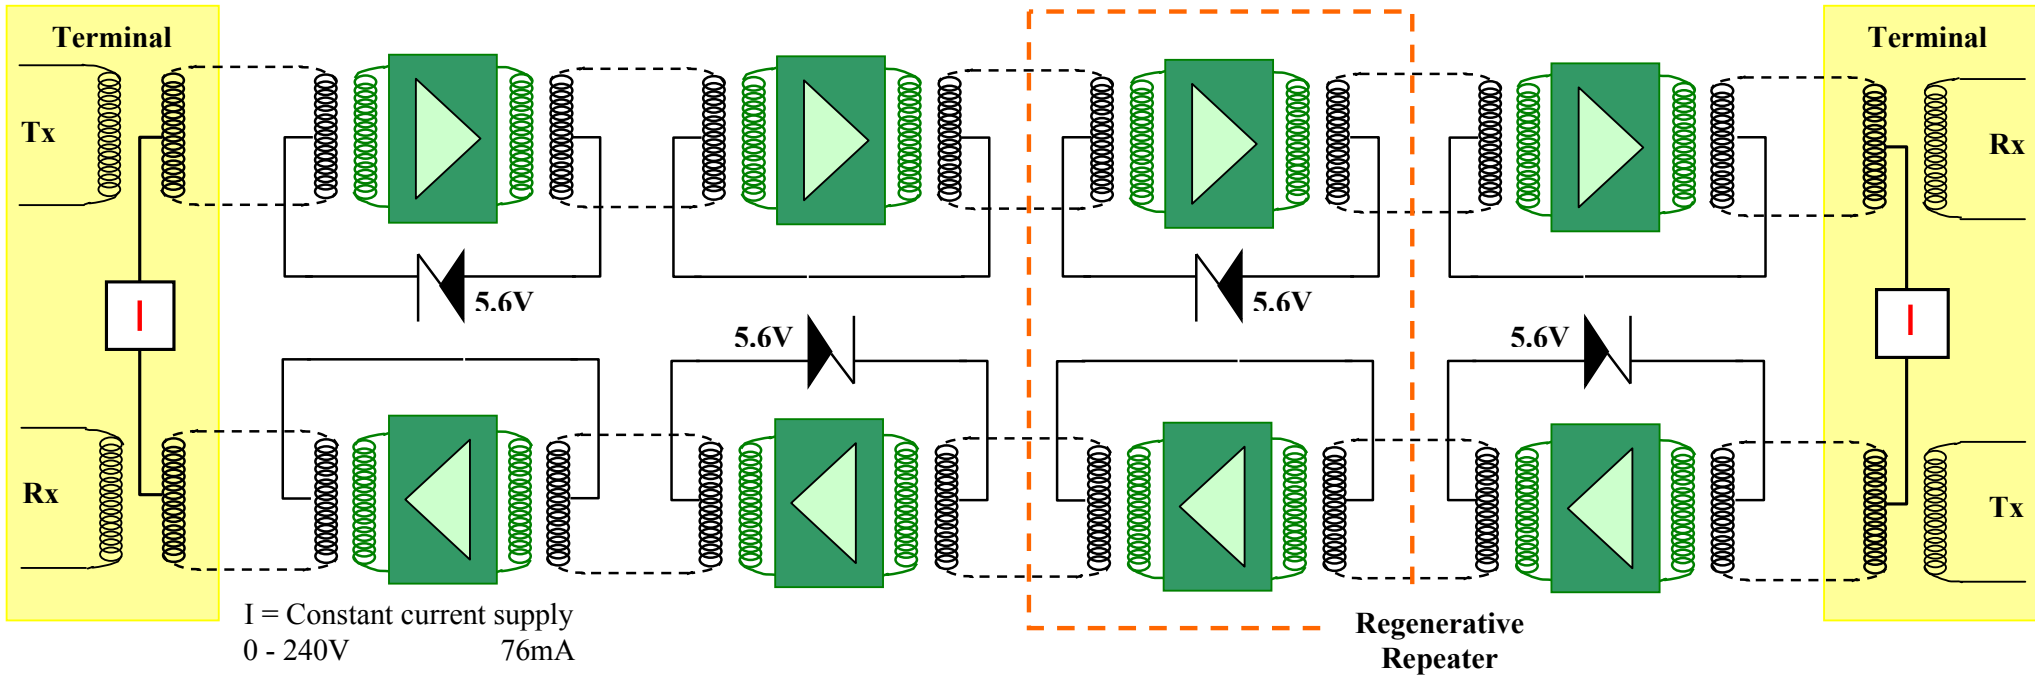 Terminal
Terminal
Tx
Rx
I
5.6V
5.6V
I
5.6V
5.6V
Rx
Tx
I = Constant current supply
0 - 240V 76mA
Regenerative
Repeater